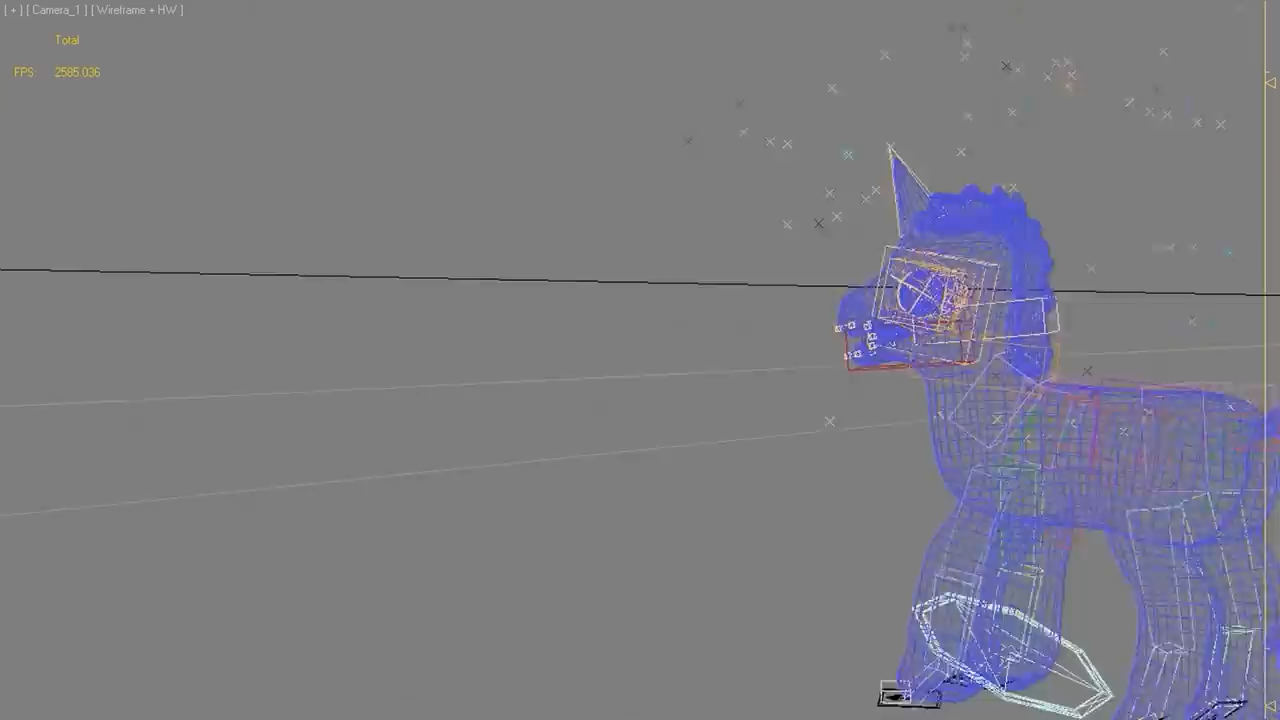 [ + ] [ Camera_1 ] [ Wireframe + HW ]
Total
FPS: 2585.036